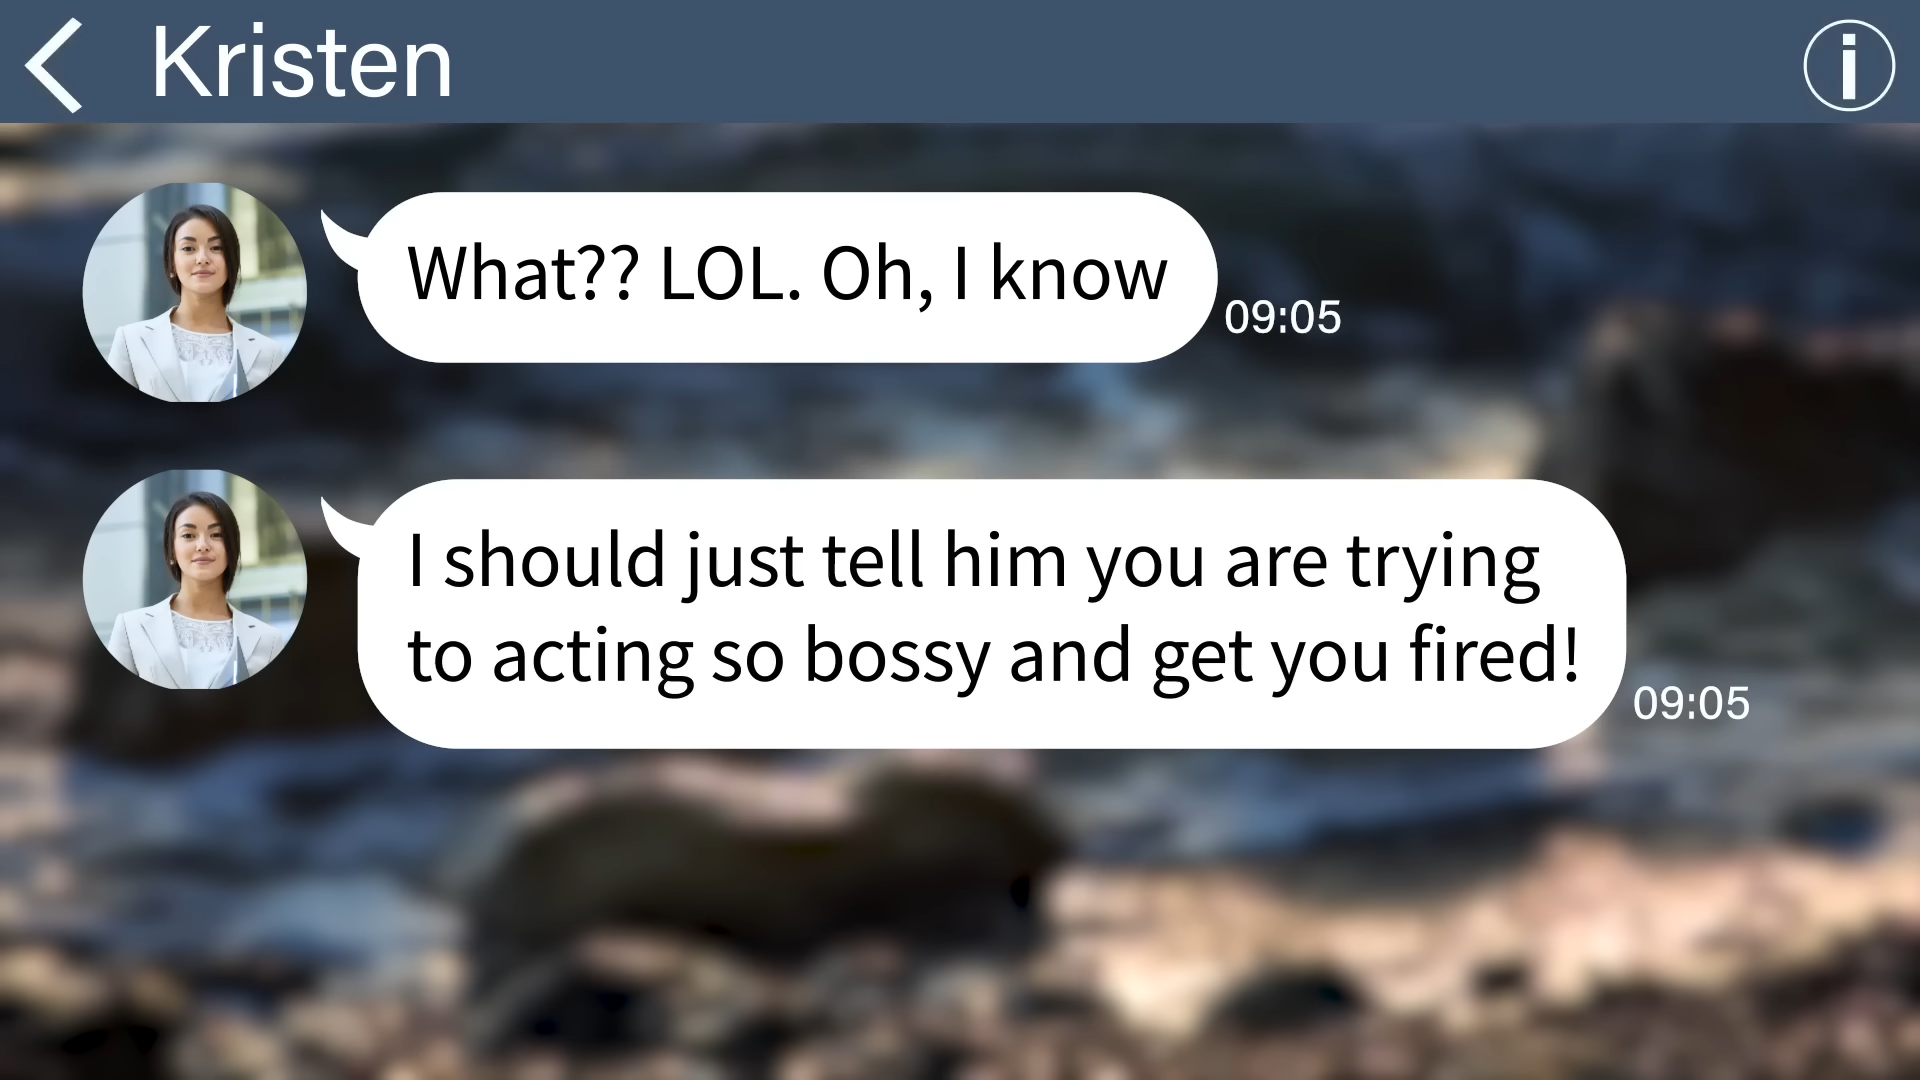 Kristen
What?? LOL. Oh, I know
09:05
I should just tell him you are trying
to acting so bossy and get you fired!
09:05